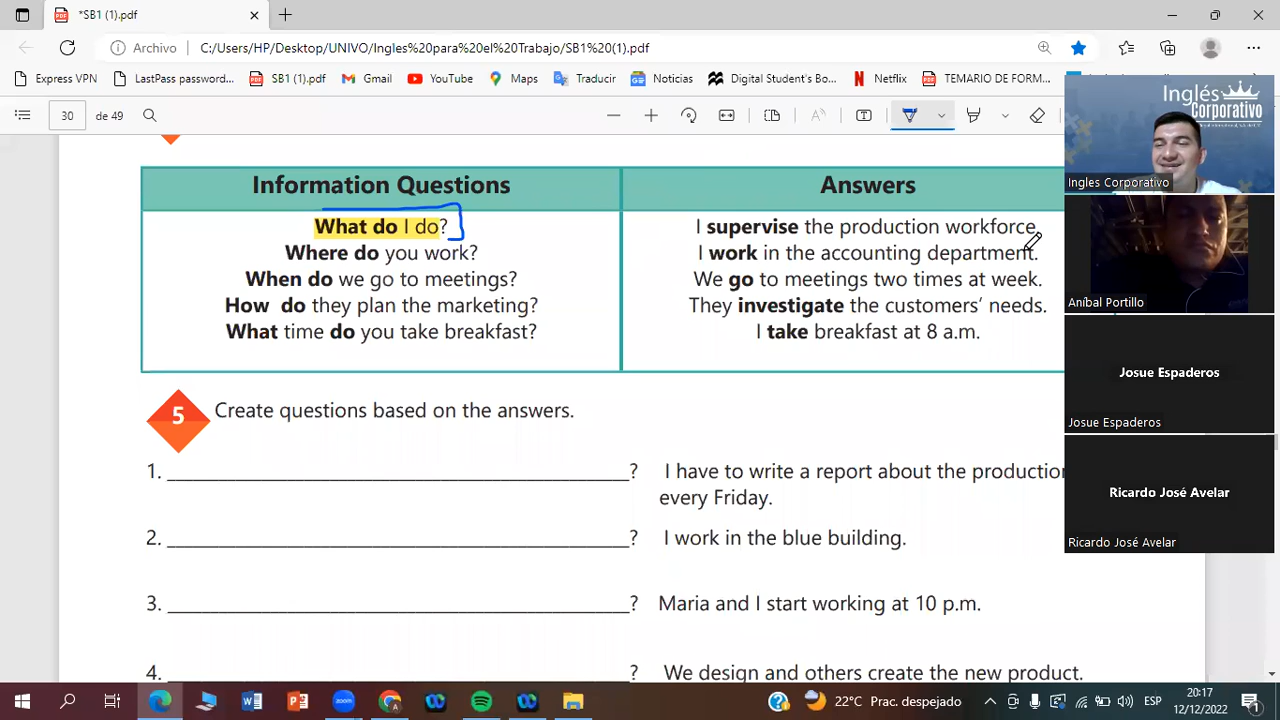 *SB1 (1).pdf
Archivo C:/Users/HP/Desktop/UNIVO/Ingles%20para%20el%20Trabajo/SB1%20(1).pdf
Express VPN LastPass password... SB1 (1).pdf Gmail YouTube Maps Traducir Noticias Digital Student's Bo... Netflix TEMARIO DE FORM...
30 de 49
Information Questions Answers
What do I do? I supervise the production workforce.
Where do you work? I work in the accounting department.
When do we go to meetings? We go to meetings two times at week.
How do they plan the marketing? They investigate the customers' needs.
What time do you take breakfast? I take breakfast at 8 a.m.
5 Create questions based on the answers.
1. ? I have to write a report about the production
every Friday.
2. ? I work in the blue building.
3. ? Maria and I start working at 10 p.m.
4. ? We design and others create the new product.
Inglés
Corporativo
Ingles Corporativo
Aníbal Portillo
Josue Espaderos
Josue Espaderos
Ricardo José Avelar
Ricardo José Avelar
22°C Prac. despejado ESP 20:17
12/12/2022